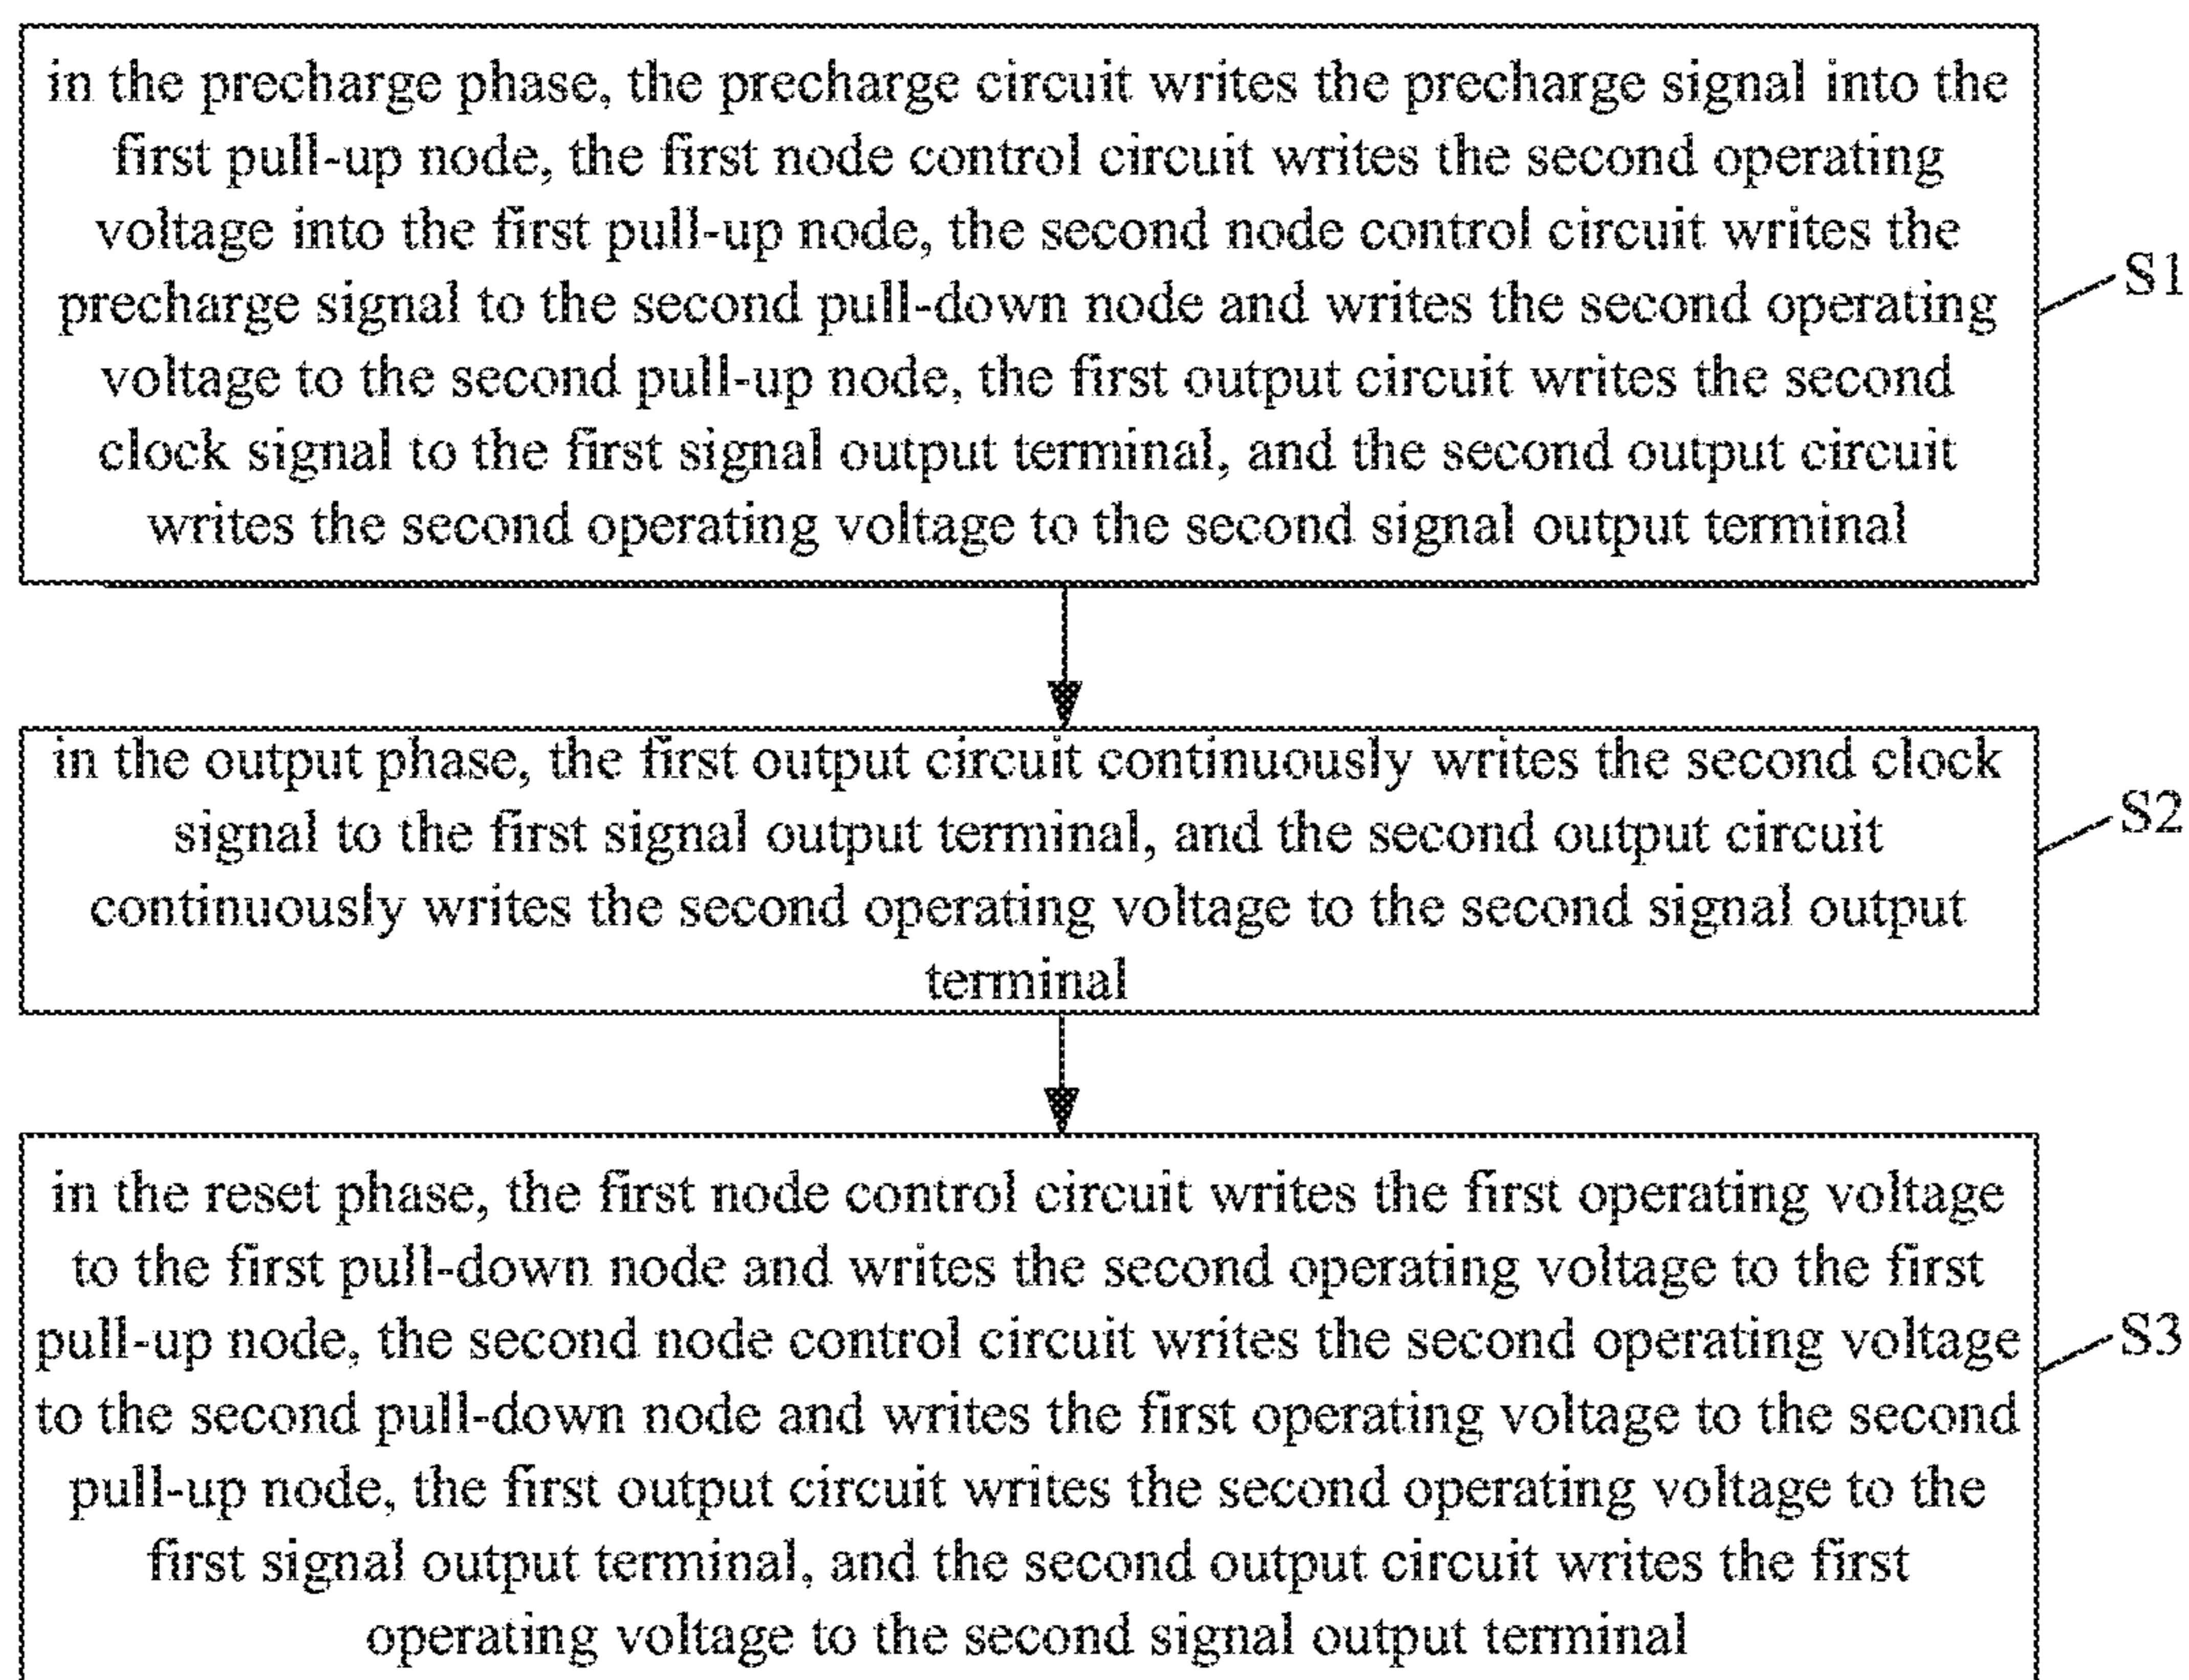 in the precharge phase, the precharge circuit writes the precharge signal into the
first pull-up node, the first node control circuit writes the second operating
voltage into the first pull-up node, the second node control circuit writes the
precharge signal to the second pull-down node and writes the second operating
voltage to the second pull-up node, the first output circuit writes the second
clock signal to the first signal output terminal, and the second output circuit
writes the second operating voltage to the second signal output terminal
S1
in the output phase, the first output circuit continuously writes the second clock
signal to the first signal output terminal, and the second output circuit
continuously writes the second operating voltage to the second signal output
terminal
S2
in the reset phase, the first node control circuit writes the first operating voltage
to the first pull-down node and writes the second operating voltage to the first
pull-up node, the second node control circuit writes the second operating voltage
to the second pull-down node and writes the first operating voltage to the second
pull-up node, the first output circuit writes the second operating voltage to the
first signal output terminal, and the second output circuit writes the first
operating voltage to the second signal output terminal
S3